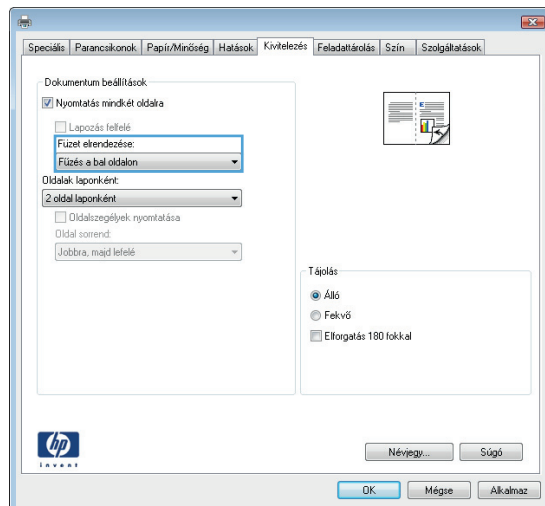 Speciális Parancsikonok Papír/Minőség Hatások Kivitelezés Feladattárolás Szín Szolgáltatások
Dokumentum beállítások
Nyomtatás mindkét oldalra
Lapozás felfelé
Füzet elrendezése:
Fűzés a bal oldalon
Oldalak laponként:
2 oldal laponként
Oldalszegélyek nyomtatása
Oldal sorrend:
Jobbra, majd lefelé
Tájolás
Álló
Fekvő
Elforgatás 180 fokkal
hp
invent
Névjegy... Súgó
OK Mégse Alkalmaz